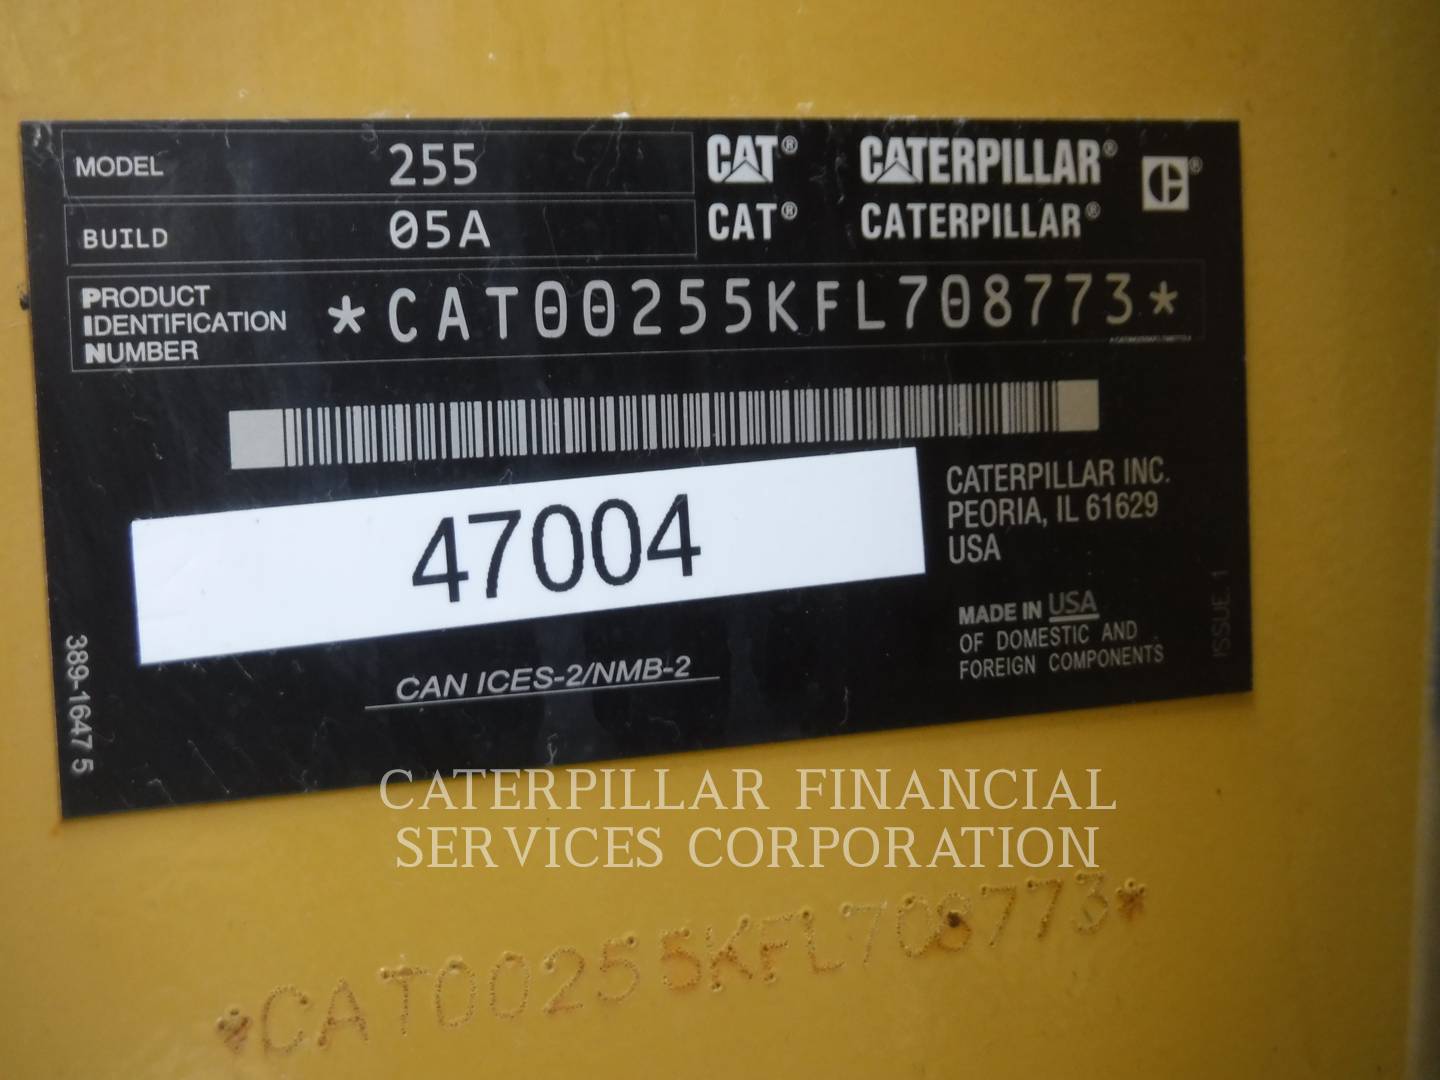 MODEL 255
BUILD 05A
CAT® CATERPILLAR® C®
CAT® CATERPILLAR®
PRODUCT
IDENTIFICATION
NUMBER
*CAT00255KFL708773*
47004
CATERPILLAR INC.
PEORIA, IL 61629
USA
MADE IN USA
OF DOMESTIC AND
FOREIGN COMPONENTS
ISSUE 1
CAN ICES-2/NMB-2
389-1647 5
CATERPILLAR FINANCIAL
SERVICES CORPORATION
*CAT00255KFL708773*